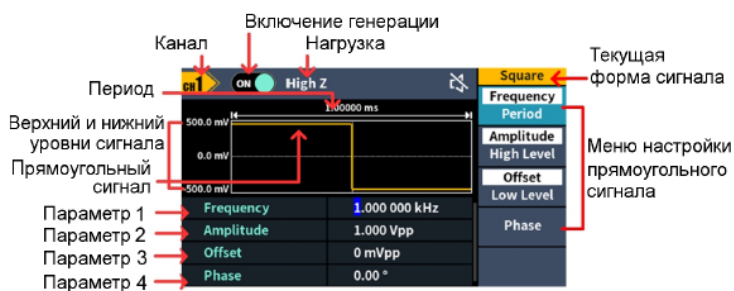 Включение генерации
Канал
Нагрузка
Текущая
форма сигнала
CH1
ON
High Z
Square
Период
1.00000 ms
Frequency
Period
Верхний и нижний
уровни сигнала
500.0 mV
0.0 mV
-500.0 mV
Amplitude
High Level
Меню настройки
прямоугольного
сигнала
Прямоугольный
сигнал
Offset
Low Level
Phase
Параметр 1
Frequency
1.000 000 kHz
Параметр 2
Amplitude
1.000 Vpp
Параметр 3
Offset
0 mVpp
Параметр 4
Phase
0.00 °